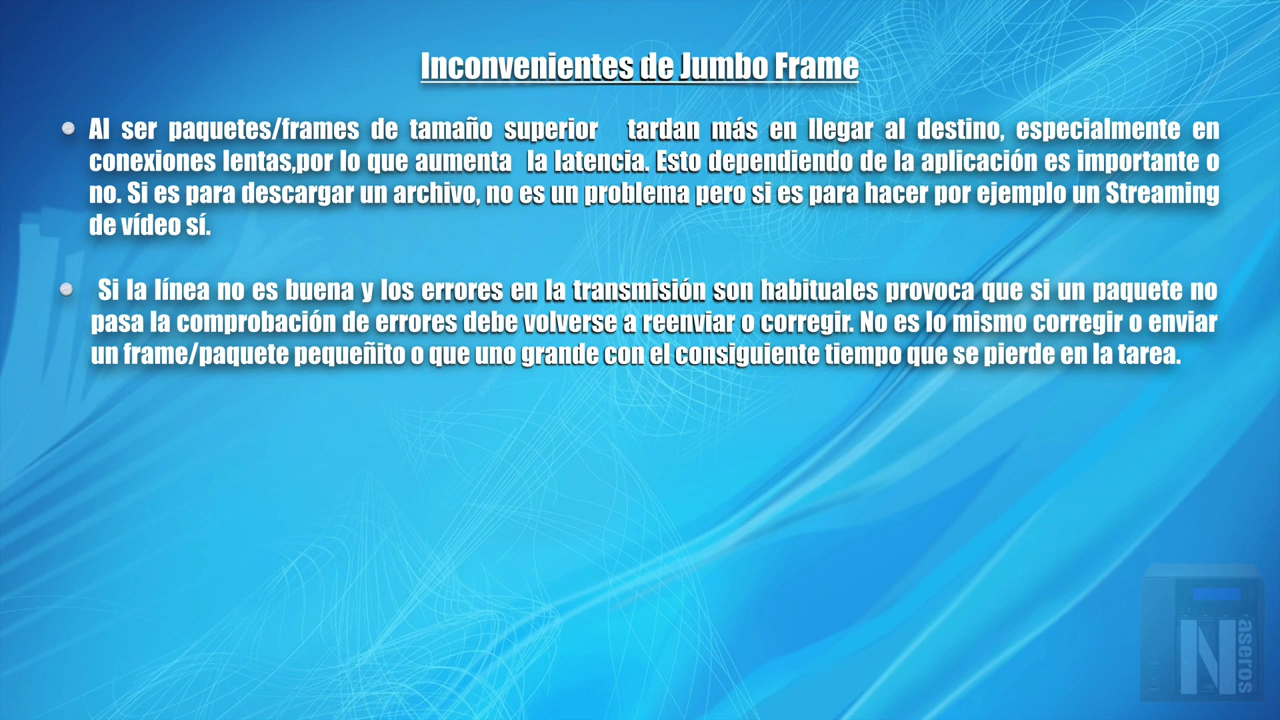 Inconvenientes de Jumbo Frame
Al ser paquetes/frames de tamaño superior tardan más en llegar al destino, especialmente en
conexiones lentas,por lo que aumenta la latencia. Esto dependiendo de la aplicación es importante o
no. Si es para descargar un archivo, no es un problema pero si es para hacer por ejemplo un Streaming
de vídeo sí.
Si la línea no es buena y los errores en la transmisión son habituales provoca que si un paquete no
pasa la comprobación de errores debe volverse a reenviar o corregir. No es lo mismo corregir o enviar
un frame/paquete pequeñito o que uno grande con el consiguiente tiempo que se pierde en la tarea.
Naseros